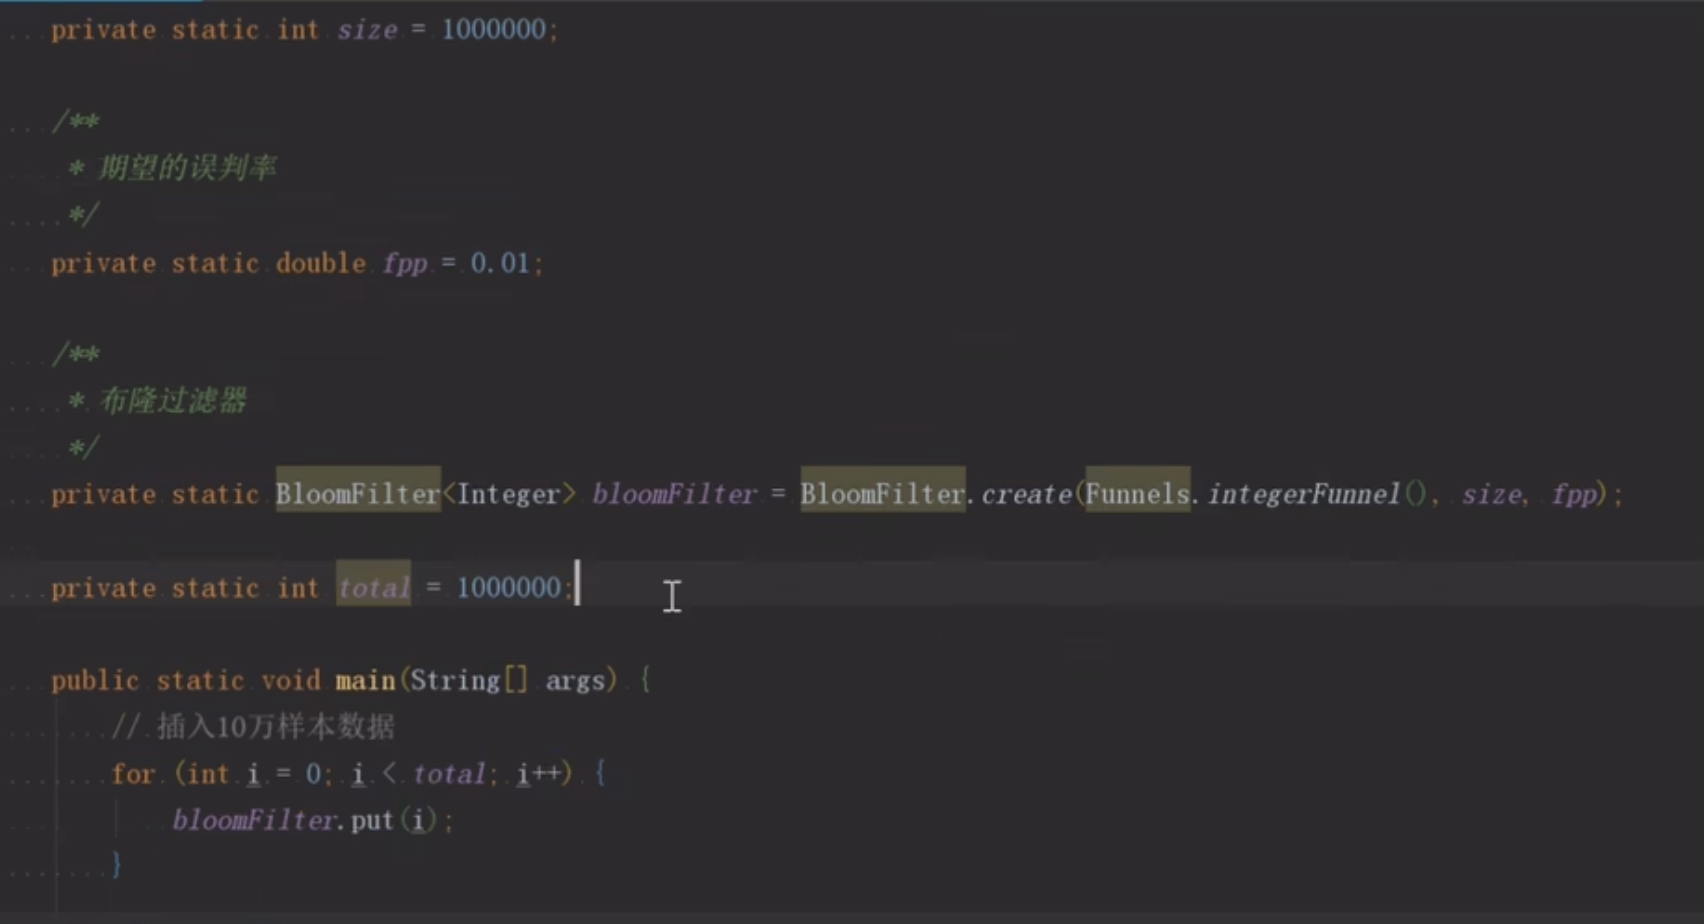 private static int size = 1000000;
/**
* 期望的误判率
*/
private static double fpp = 0.01;
/**
* 布隆过滤器
*/
private static BloomFilter<Integer> bloomFilter = BloomFilter.create(Funnels.integerFunnel(), size, fpp);
private static int total = 1000000;
public static void main(String[] args) {
// 插入10万样本数据
for (int i = 0; i < total; i++) {
bloomFilter.put(i);
}